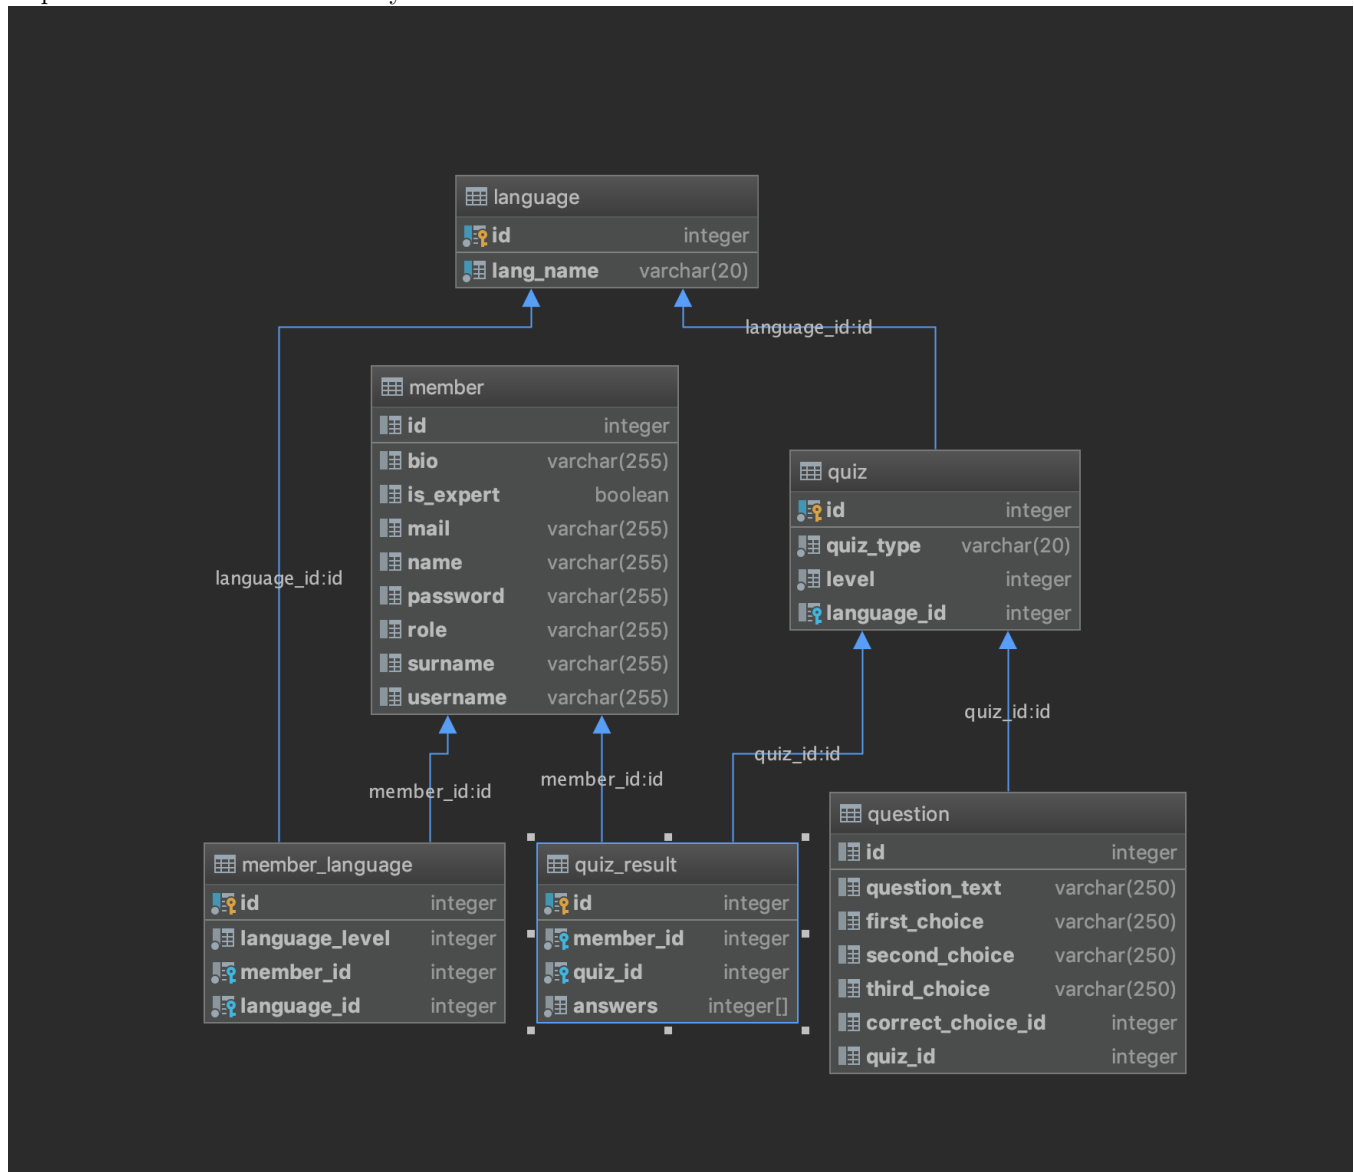 language
id integer
lang_name varchar(20)
language_id:id
member
id integer
bio varchar(255)
is_expert boolean
mail varchar(255)
name varchar(255)
password varchar(255)
role varchar(255)
surname varchar(255)
username varchar(255)
quiz
id integer
quiz_type varchar(20)
level integer
language_id integer
language_id:id
quiz_id:id
quiz_id:id
member_id:id
member_id:id
member_language
id integer
language_level integer
member_id integer
language_id integer
quiz_result
id integer
member_id integer
quiz_id integer
answers integer[]
question
id integer
question_text varchar(250)
first_choice varchar(250)
second_choice varchar(250)
third_choice varchar(250)
correct_choice_id integer
quiz_id integer